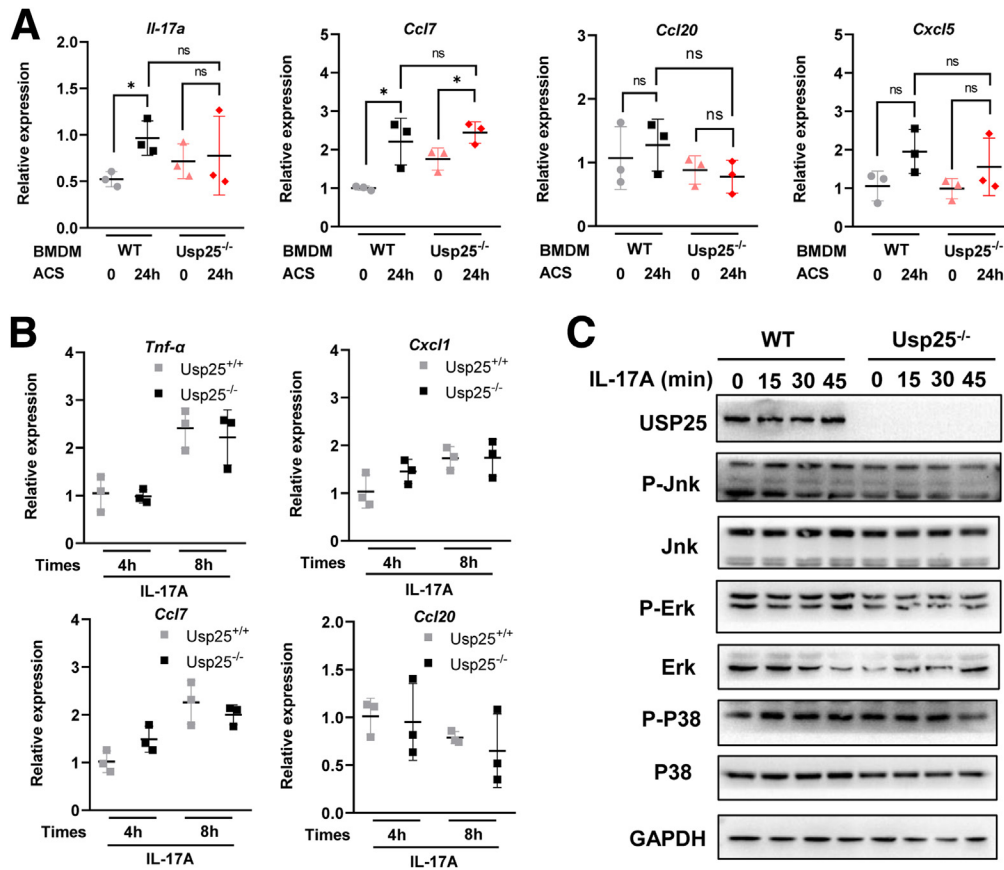 A
Il-17a
Relative expression
2.0
1.5
1.0
0.5
0.0
*
ns
ns
BMDM WT Usp25-/-
ACS 0 24h 0 24h
Ccl7
Relative expression
5
4
3
2
1
0
*
ns
*
WT Usp25-/-
0 24h 0 24h
Ccl20
Relative expression
3
2
1
0
ns
ns
ns
BMDM WT Usp25-/-
ACS 0 24h 0 24h
Cxcl5
Relative expression
5
4
3
2
1
0
ns
ns
ns
WT Usp25-/-
0 24h 0 24h
B
Tnf-α
Usp25+/+
Usp25-/-
Relative expression
4
3
2
1
0
Times 4h 8h
IL-17A
Cxcl1
Usp25+/+
Usp25-/-
Relative expression
4
3
2
1
0
Times 4h 8h
IL-17A
Ccl7
Usp25+/+
Usp25-/-
Relative expression
4
3
2
1
0
Times 4h 8h
IL-17A
Ccl20
Usp25+/+
Usp25-/-
Relative expression
2.0
1.5
1.0
0.5
0.0
Times 4h 8h
IL-17A
C
WT Usp25-/-
IL-17A (min) 0 15 30 45 0 15 30 45
USP25
P-Jnk
Jnk
P-Erk
Erk
P-P38
P38
GAPDH